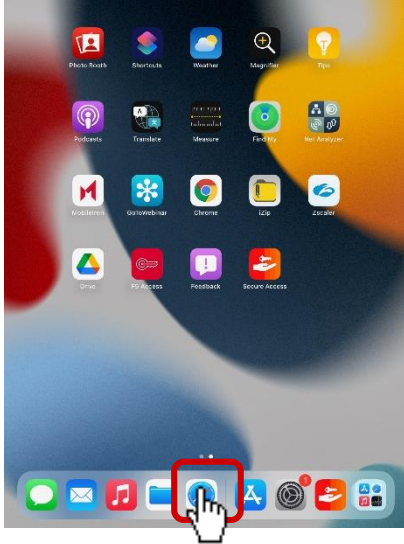 Photo Booth Shortcuts Weather Magnifier Tips
Podcasts Translate Measure Find My Net Analyzer
MobileIron GoToWebinar Chrome iZip Zscaler
Drive PS Access Feedback Secure Access
1